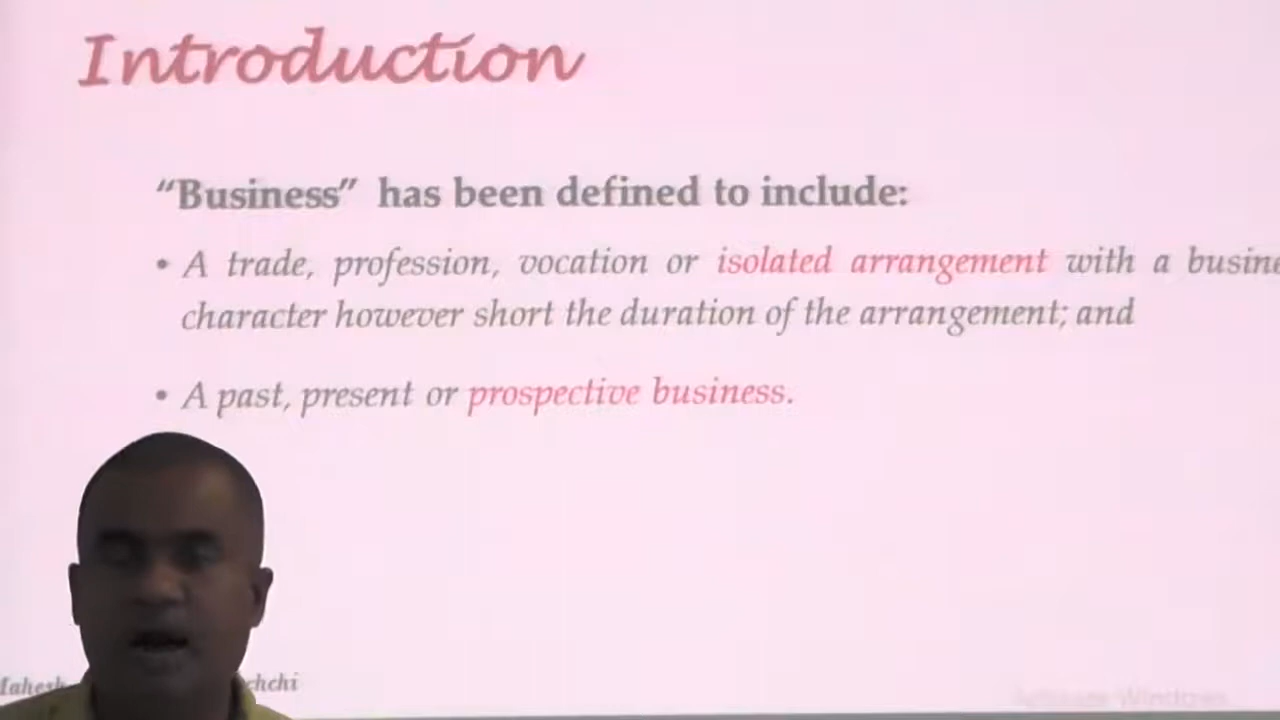 Introduction
“Business” has been defined to include:
• A trade, profession, vocation or isolated arrangement with a
character however short the duration of the arrangement; and
• A past, present or prospective business.